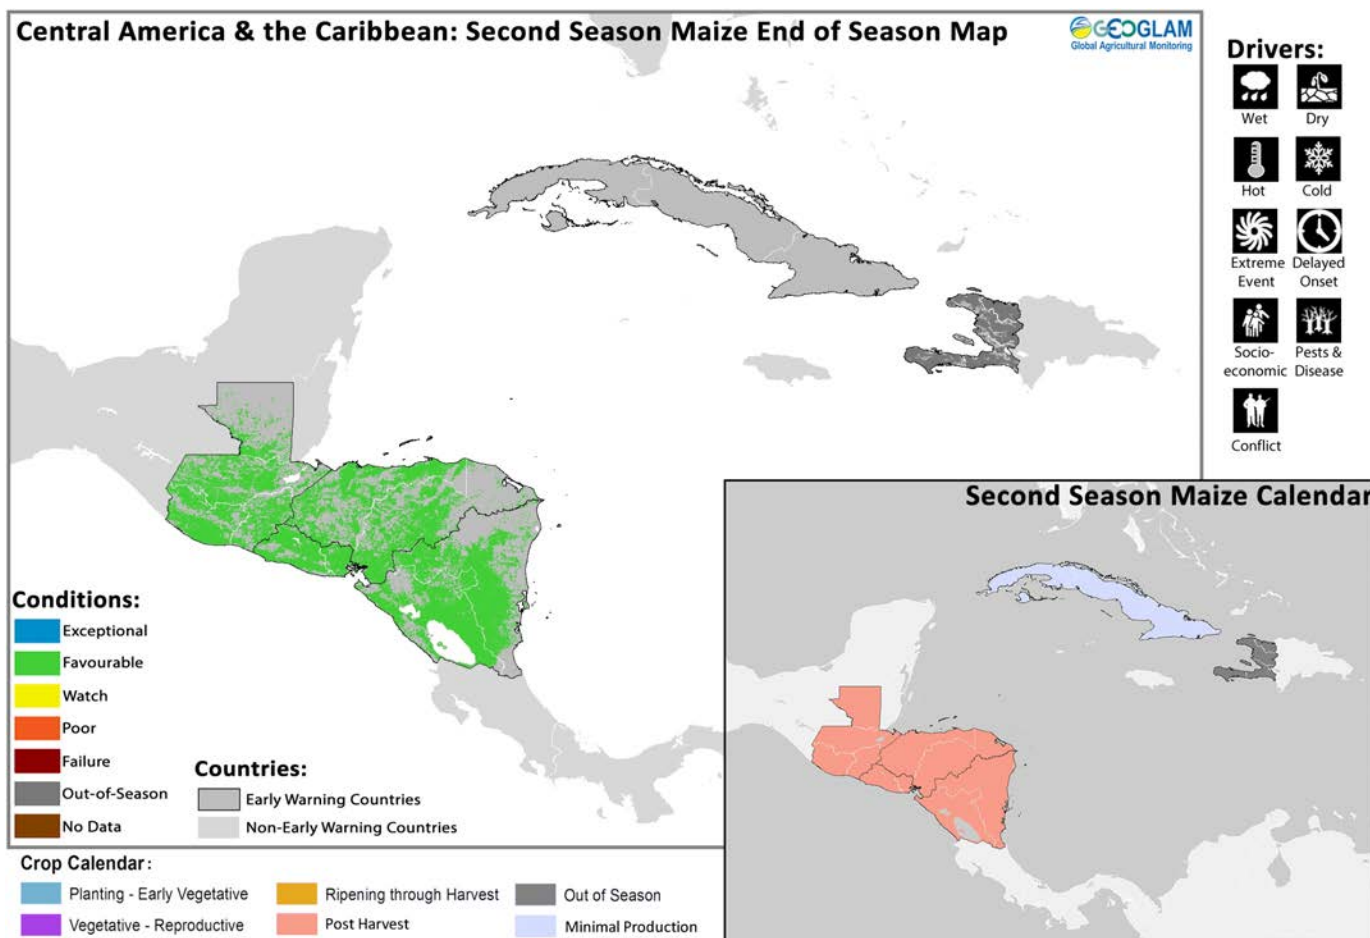 Central America & the Caribbean: Second Season Maize End of Season Map
GEOGLAM
Global Agricultural Monitoring
Drivers:
Wet
Dry
Hot
Cold
Extreme Event
Delayed Onset
Socio-economic
Pests & Disease
Conflict
Second Season Maize Calendar
Conditions:
Exceptional
Favourable
Watch
Poor
Failure
Out-of-Season
No Data
Countries:
Early Warning Countries
Non-Early Warning Countries
Crop Calendar:
Planting - Early Vegetative
Ripening through Harvest
Out of Season
Vegetative - Reproductive
Post Harvest
Minimal Production